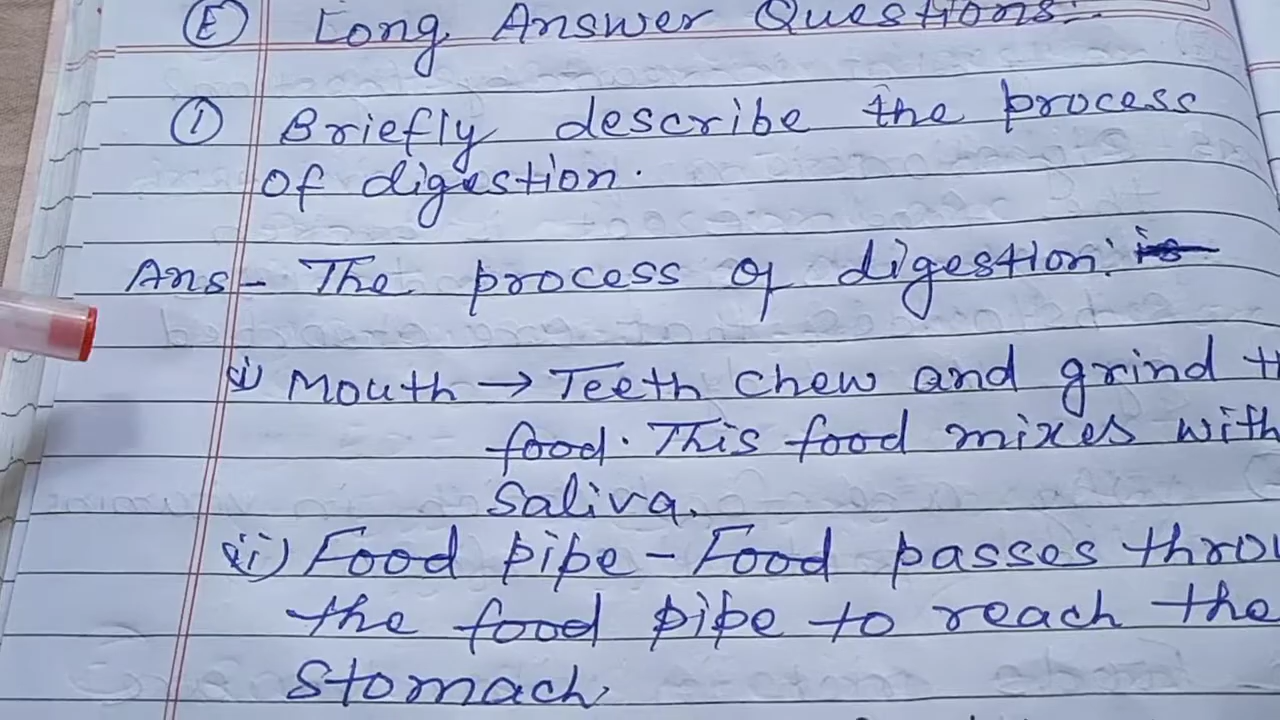 E Long Answer Questions:-
1 Briefly describe the process
of digestion.
Ans - The process of digestion:
i) Mouth → Teeth chew and grind
food. This food mixes with
saliva.
ii) Food pipe - Food passes
the food pipe to reach the
stomach.